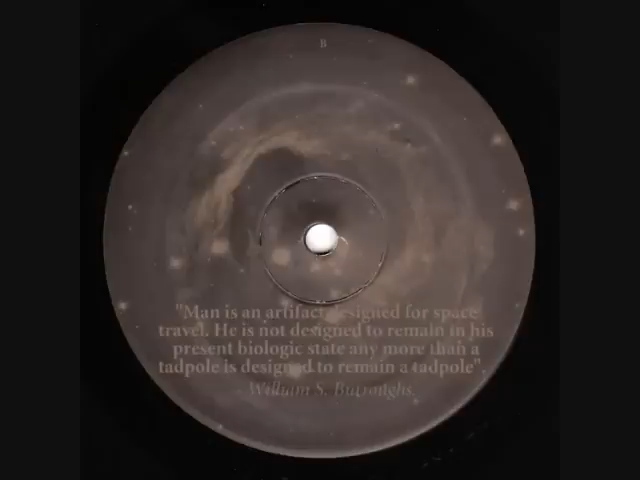 B
"Man is an artifact designed for space
travel. He is not designed to remain in his
present biologic state any more than a
tadpole is designed to remain a tadpole".
- William S. Burroughs.